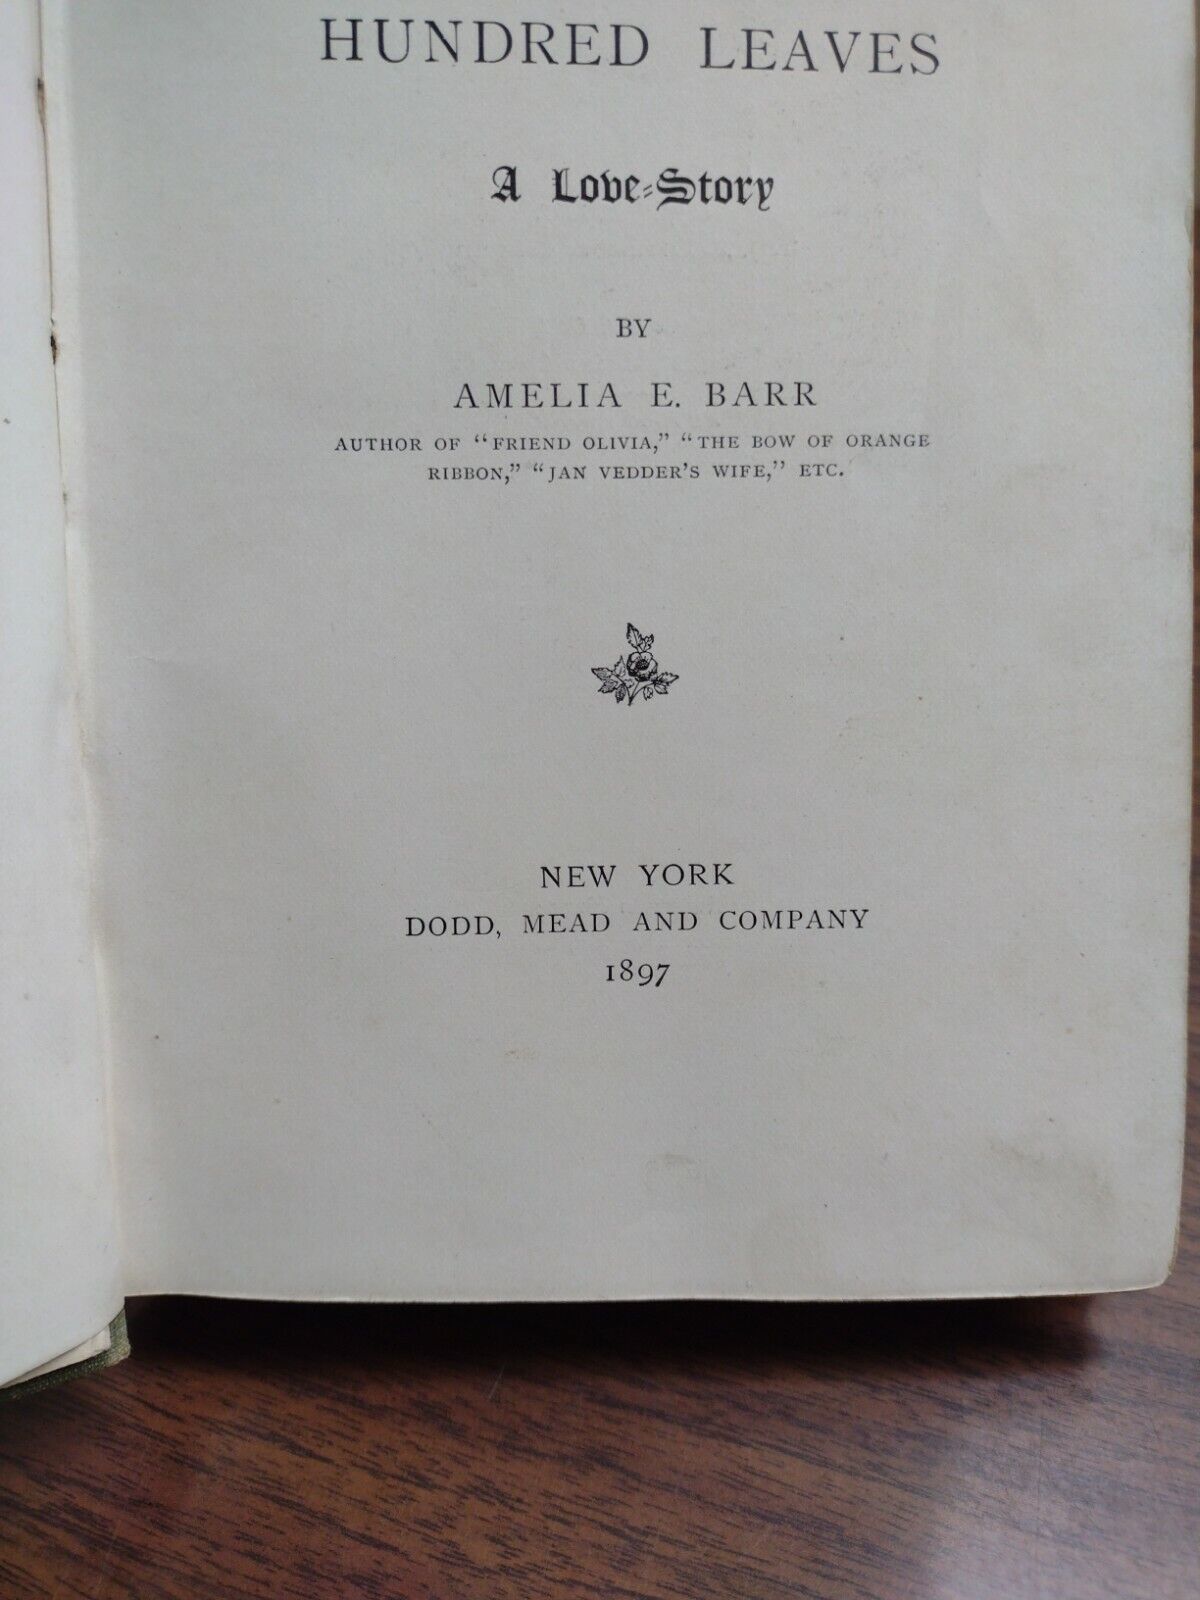 HUNDRED LEAVES
A Love-Story
BY
AMELIA E. BARR
AUTHOR OF "FRIEND OLIVIA," "THE BOW OF ORANGE
RIBBON," "JAN VEDDER'S WIFE," ETC.
NEW YORK
DODD, MEAD AND COMPANY
1897